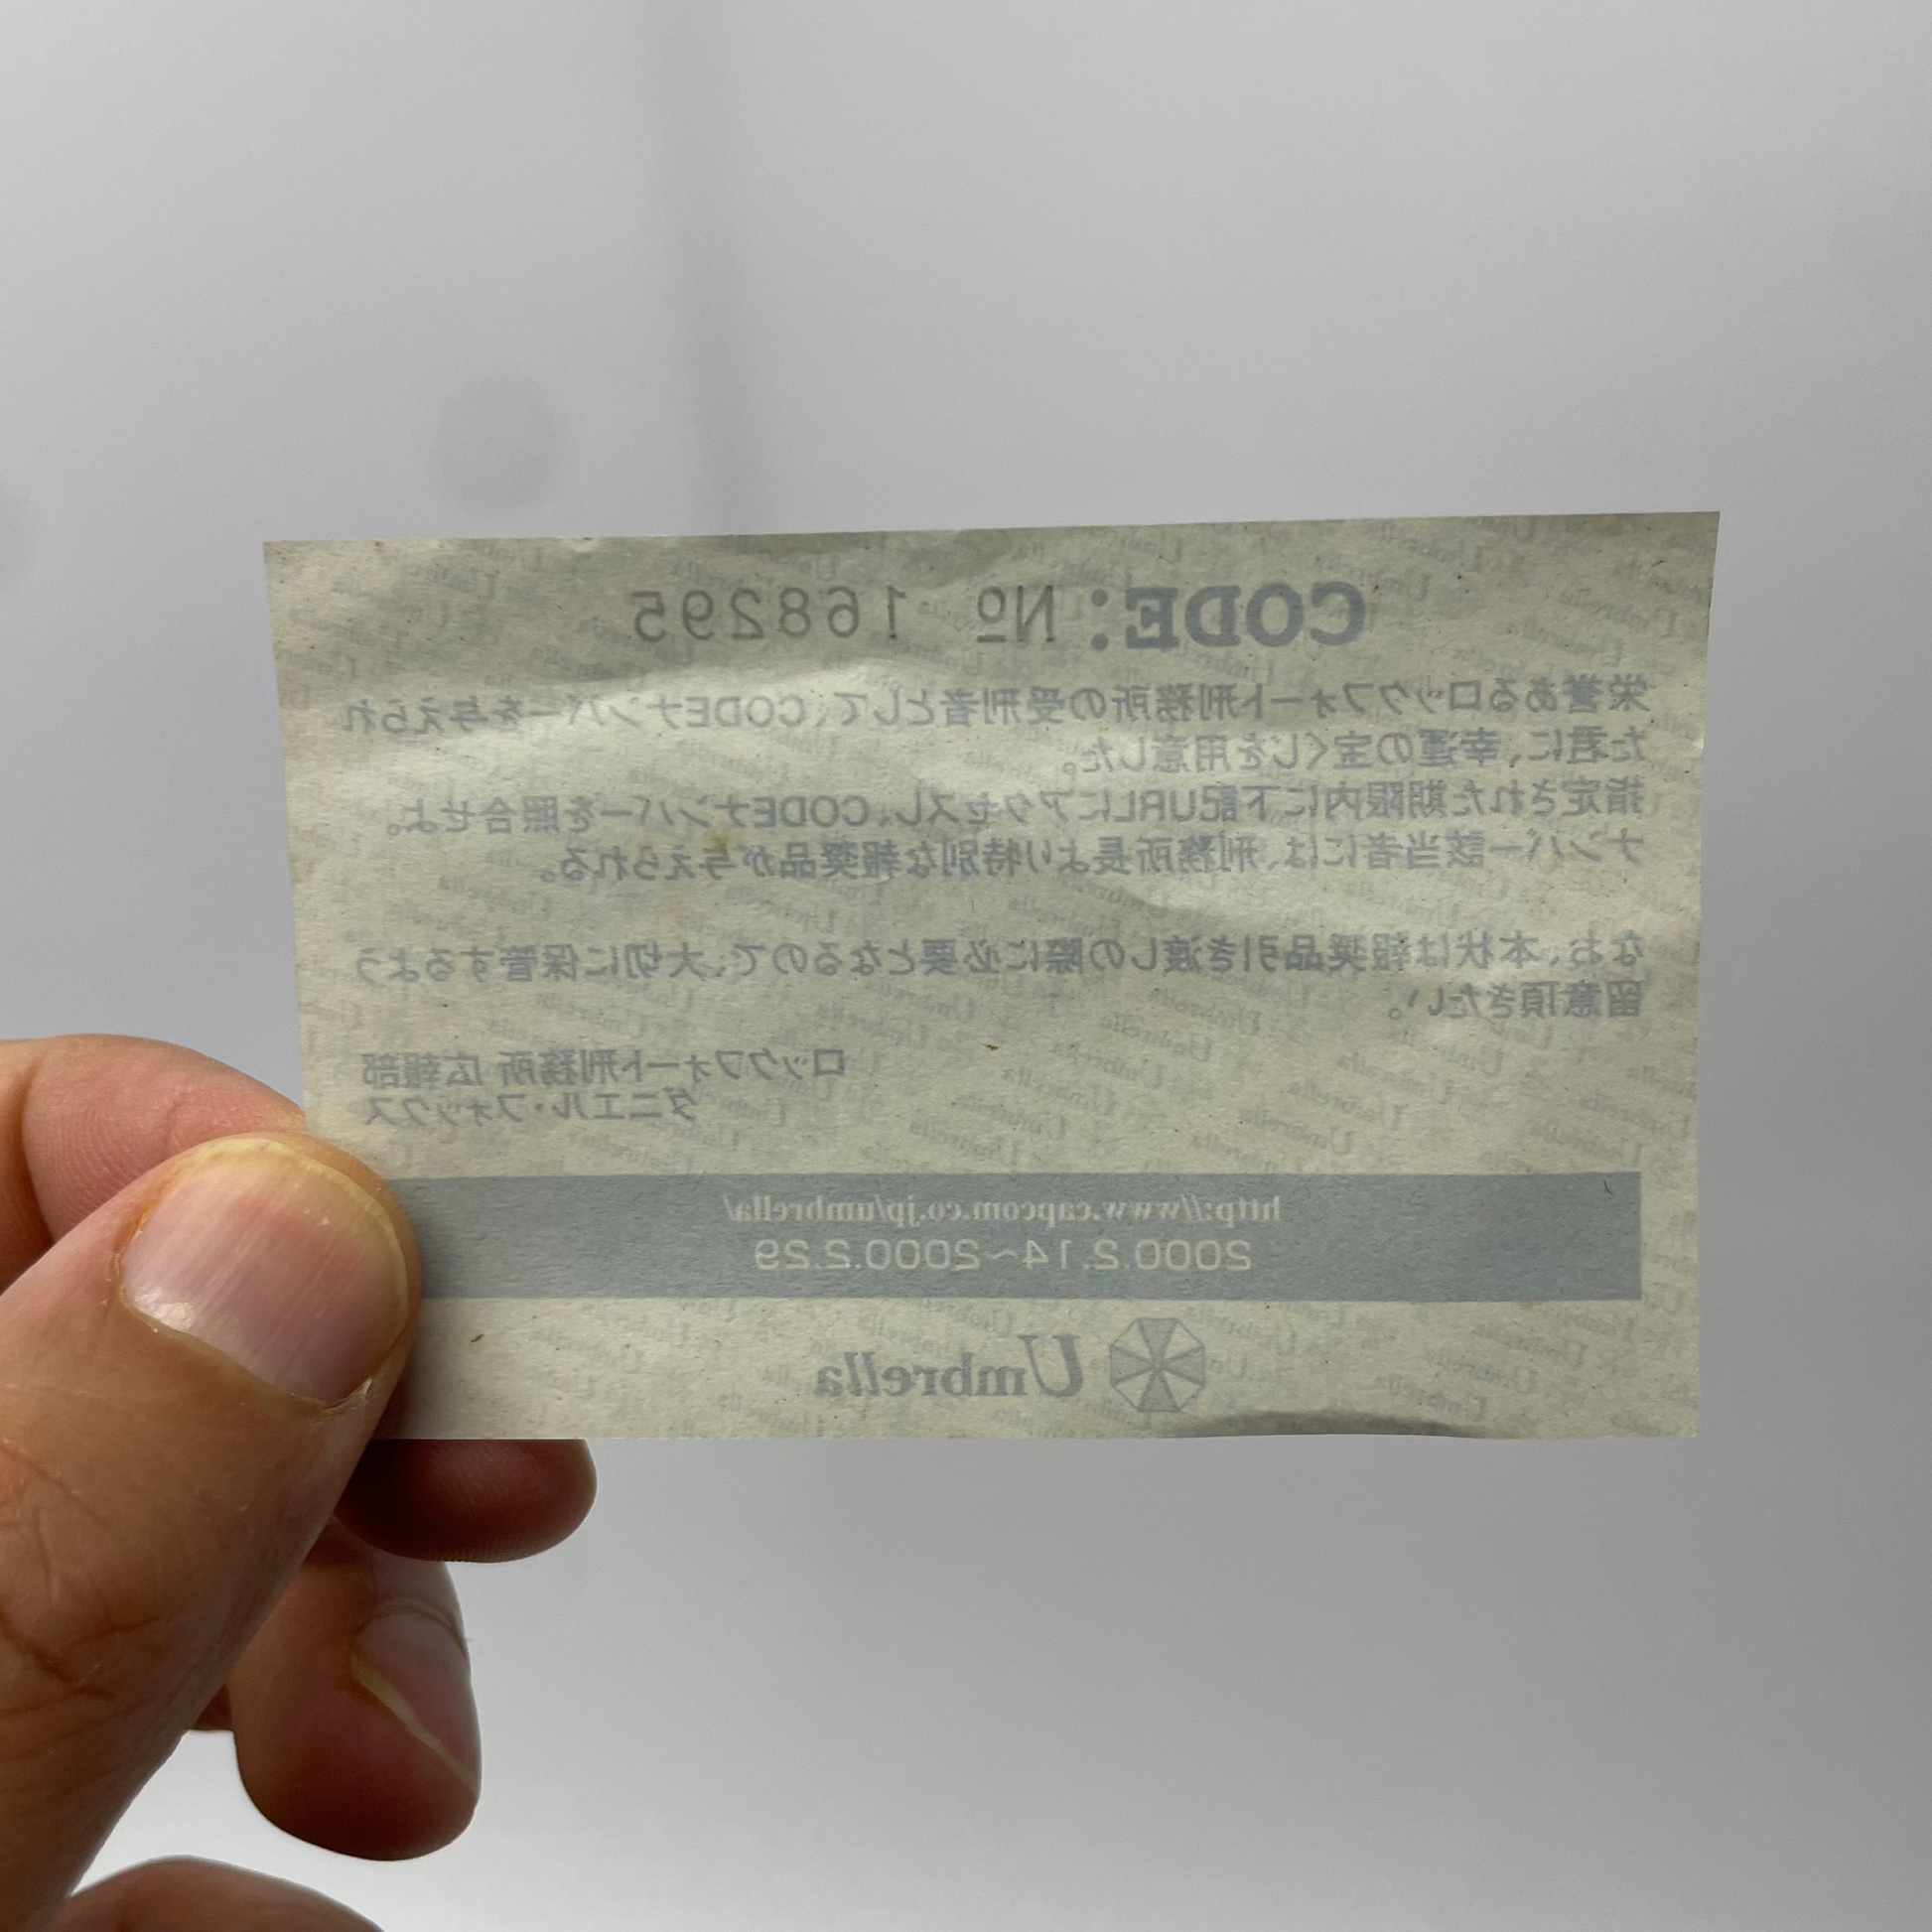 CODE: № 168295
栄誉あるロックフォート刑務所の受刑者として、CODEナンバーを与えられ
た君に、幸運の宝くじを用意した。
指定された期限内に下記URLにアクセスし、CODEナンバーを照合せよ。
ナンバー該当者には、刑務所長より特別な報奨品が与えられる。
なお、本状は報奨品引き渡しの際に必要となるので、大切に保管するよう
留意頂きたい。
ロックフォート刑務所 広報部
ダニエル・フォックス
http://www.capcom.co.jp/umbrella/
2000.2.14~2000.2.29
Umbrella